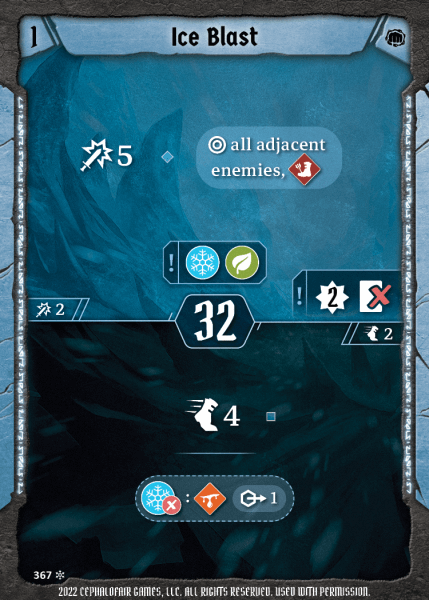 1 Ice Blast
5 all adjacent
enemies,
! ! 2
2 32 2
4
: 1
367
2022 CEPHALOFAIR GAMES, LLC. ALL RIGHTS RESERVED. USED WITH PERMISSION.